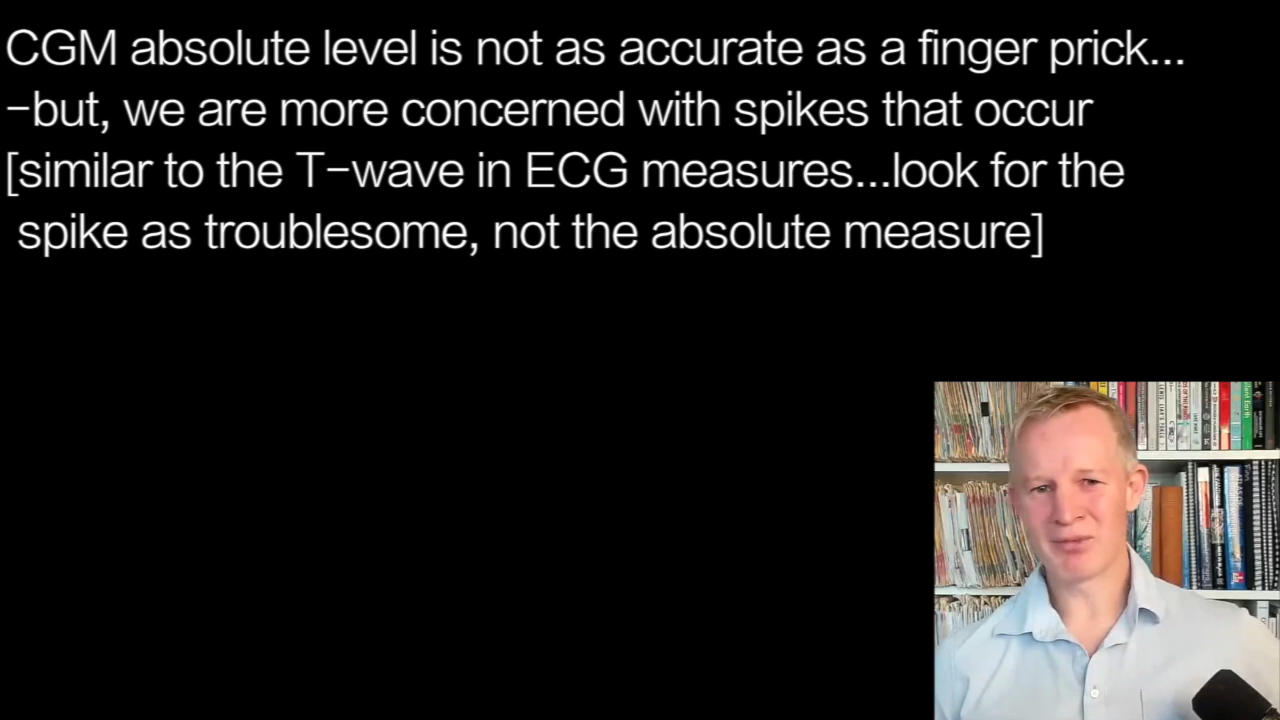 CGM absolute level is not as accurate as a finger prick...
-but, we are more concerned with spikes that occur
[similar to the T-wave in ECG measures...look for the
spike as troublesome, not the absolute measure]